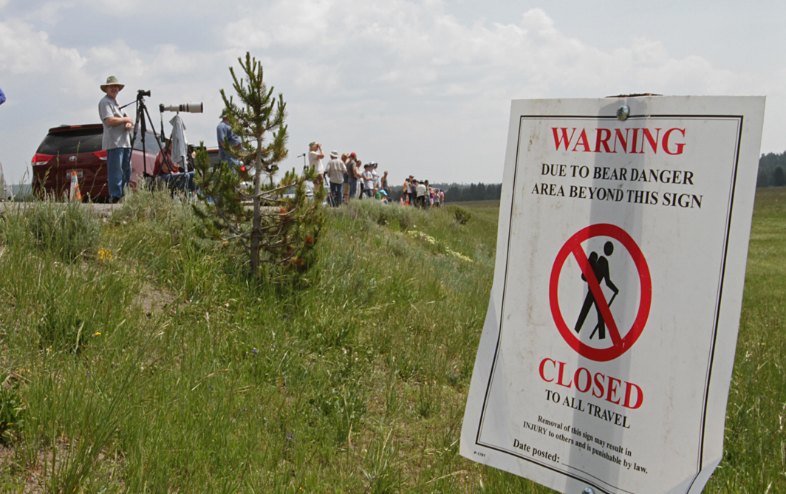 WARNING
DUE TO BEAR DANGER
AREA BEYOND THIS SIGN
CLOSED
TO ALL TRAVEL
Removal of this sign may result in
INJURY to others and is punishable by law.
Date posted: